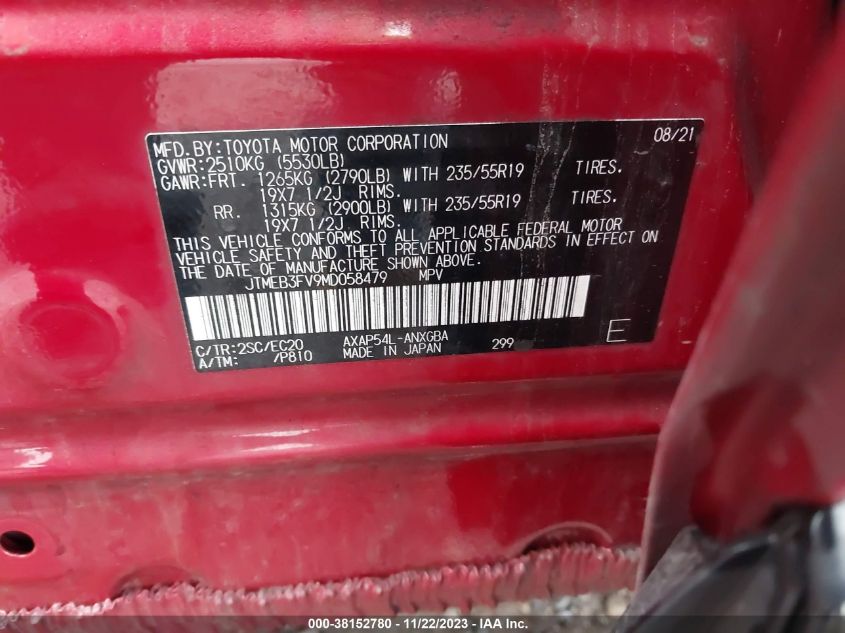 MFD. BY:TOYOTA MOTOR CORPORATION 08/21
GVWR:2510KG (5530LB)
GAWR:FRT. 1265KG (2790LB) WITH 235/55R19 TIRES.
19X7 1/2J RIMS.
RR. 1315KG (2900LB) WITH 235/55R19 TIRES.
19X7 1/2J RIMS.
THIS VEHICLE CONFORMS TO ALL APPLICABLE FEDERAL MOTOR
VEHICLE SAFETY AND THEFT PREVENTION STANDARDS IN EFFECT ON
THE DATE OF MANUFACTURE SHOWN ABOVE.
JTMEB3FV9MD058479 MPV
C/TR:2SC/EC20 AXAP54L-ANXGBA
A/TM: /P810 MADE IN JAPAN 299 E
000-38152780 - 11/22/2023 - IAA Inc.